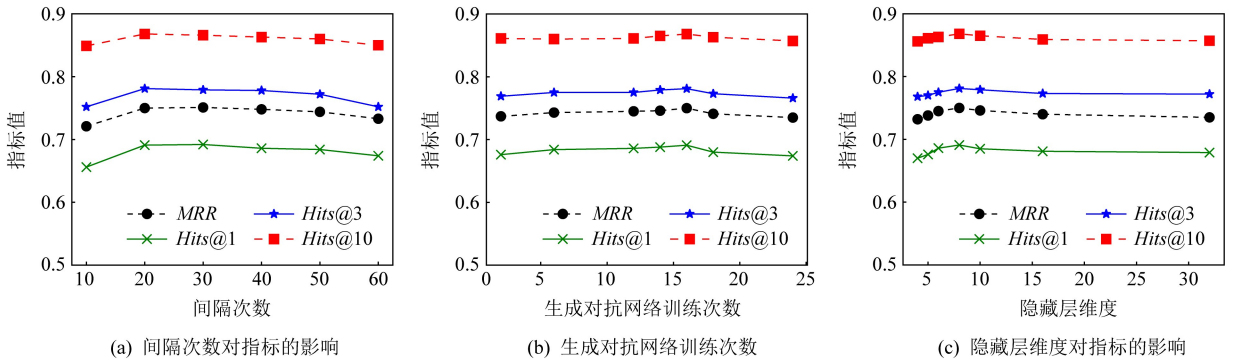 0.9
0.8
0.7
0.6
0.5
指标值
MRR
Hits@3
Hits@1
Hits@10
10 20 30 40 50 60
间隔次数
(a) 间隔次数对指标的影响
0.9
0.8
0.7
0.6
0.5
指标值
MRR
Hits@3
Hits@1
Hits@10
0 5 10 15 20 25
生成对抗网络训练次数
(b) 生成对抗网络训练次数
0.9
0.8
0.7
0.6
0.5
指标值
MRR
Hits@3
Hits@1
Hits@10
5 10 15 20 25 30
隐藏层维度
(c) 隐藏层维度对指标的影响